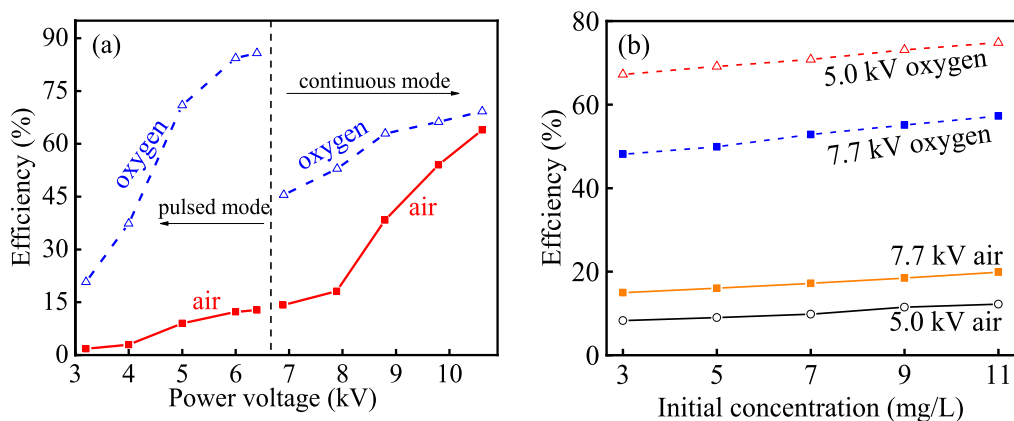 (a)
Efficiency (%)
90
75
60
45
30
15
0
oxygen
pulsed mode
air
continuous mode
oxygen
air
3 4 5 6 7 8 9 10
Power voltage (kV)
(b)
Effciency (%)
80
60
40
20
0
5.0 kV oxygen
7.7 kV oxygen
7.7 kV air
5.0 kV air
3 5 7 9 11
Initial concentration (mg/L)